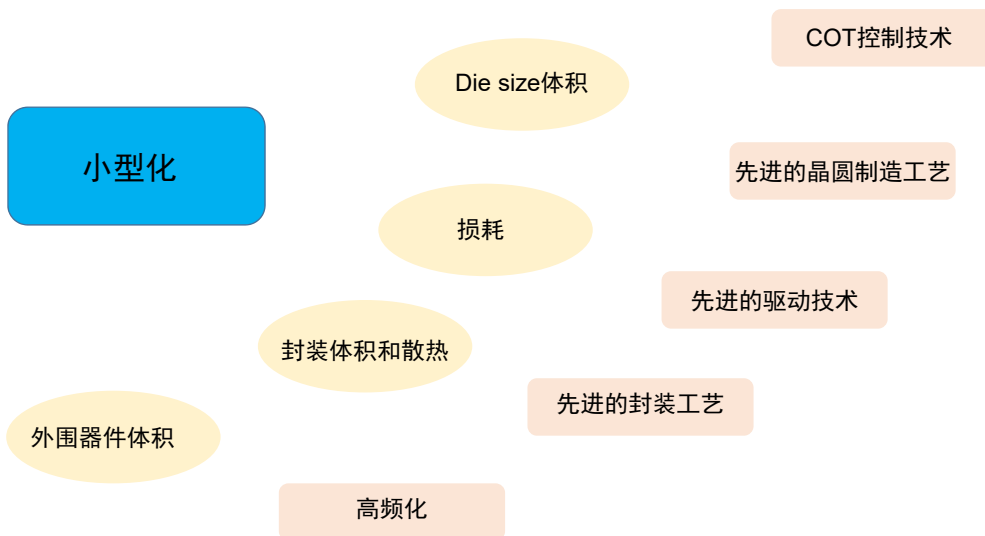 COT控制技术
Die size体积
小型化
先进的晶圆制造工艺
损耗
先进的驱动技术
封装体积和散热
先进的封装工艺
外围器件体积
高频化